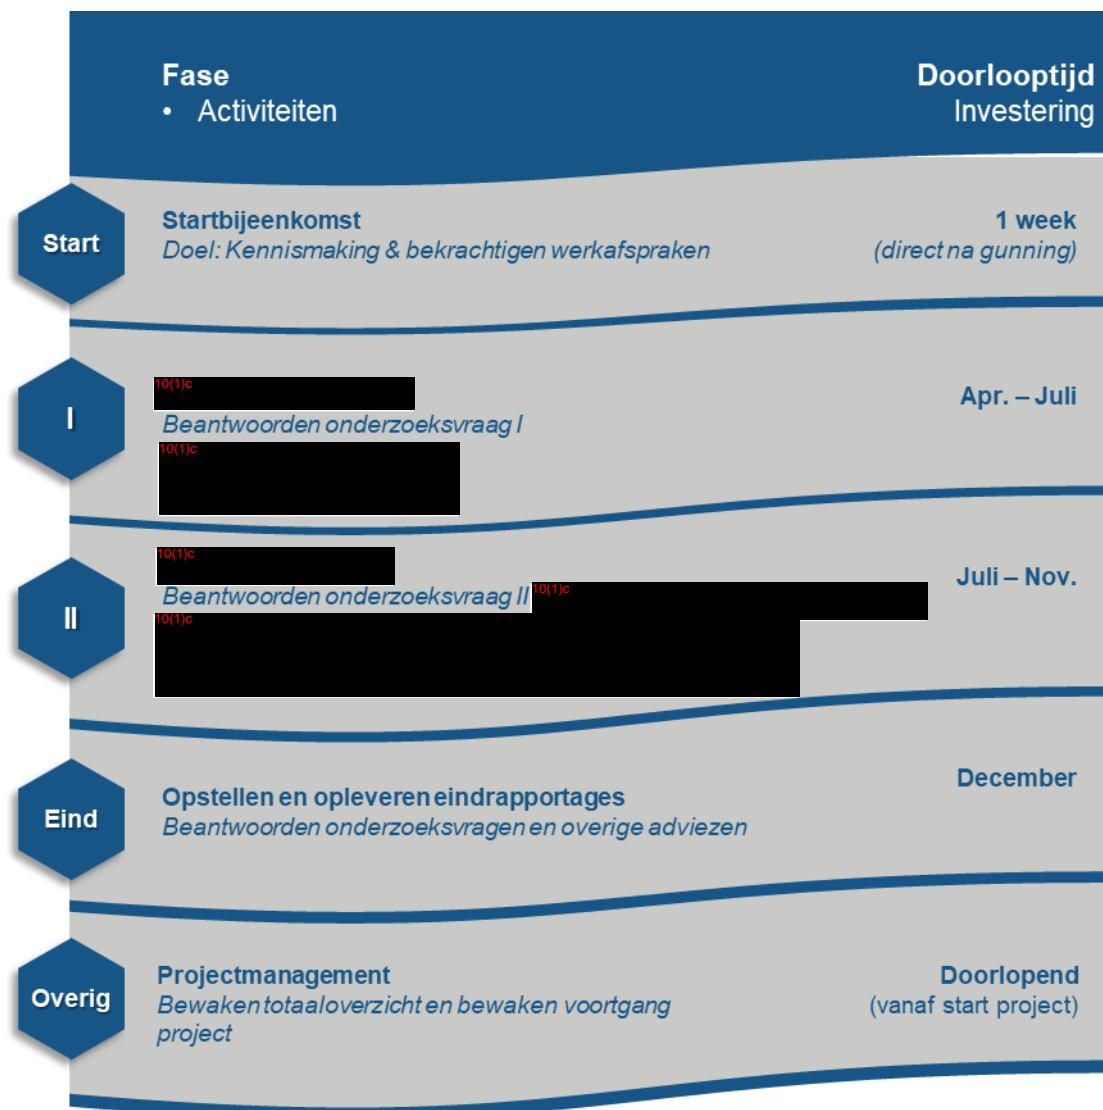 Fase
Doorlooptijd
• Activiteiten
Investering
Start
Startbijeenkomst
1 week
Doel: Kennismaking & bekrachtigen werkafspraken
(direct na gunning)
I
10(1)c
Apr. – Juli
Beantwoorden onderzoeksvraag I
10(1)c
II
10(1)c
Juli – Nov.
Beantwoorden onderzoeksvraag II 10(1)c
10(1)c
Eind
December
Opstellen en opleveren eindrapportages
Beantwoorden onderzoeksvragen en overige adviezen
Overig
Projectmanagement
Doorlopend
Bewaken totaaloverzicht en bewaken voortgang
(vanaf start project)
project